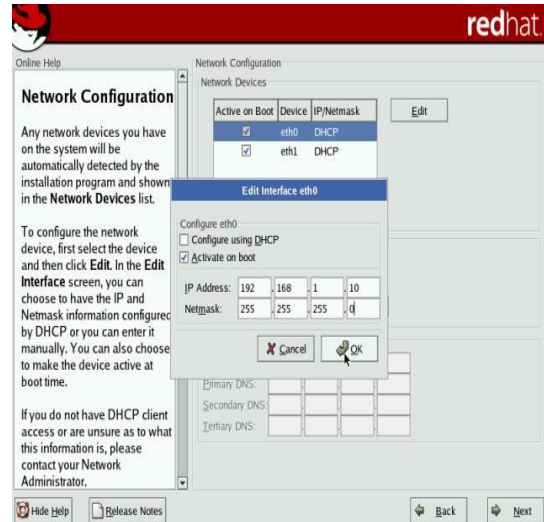 redhat.
Online Help
Network Configuration
Any network devices you have
on the system will be
automatically detected by the
installation program and shown
in the Network Devices list.
To configure the network
device, first select the device
and then click Edit. In the Edit
Interface screen, you can
choose to have the IP and
Netmask information configured
by DHCP or you can enter it
manually. You can also choose
to make the device active at
boot time.
If you do not have DHCP client
access or are unsure as to what
this information is, please
contact your Network
Administrator.
Network Configuration
Network Devices
Active on Boot Device IP/Netmask
eth0 DHCP
eth1 DHCP
Edit
Edit Interface eth0
Configure eth0
Configure using DHCP
Activate on boot
IP Address: 192 . 168 . 1 . 10
Netmask: 255 . 255 . 255 . 0
Cancel OK
Primary DNS:
Secondary DNS:
Tertiary DNS:
Hide Help Release Notes Back Next